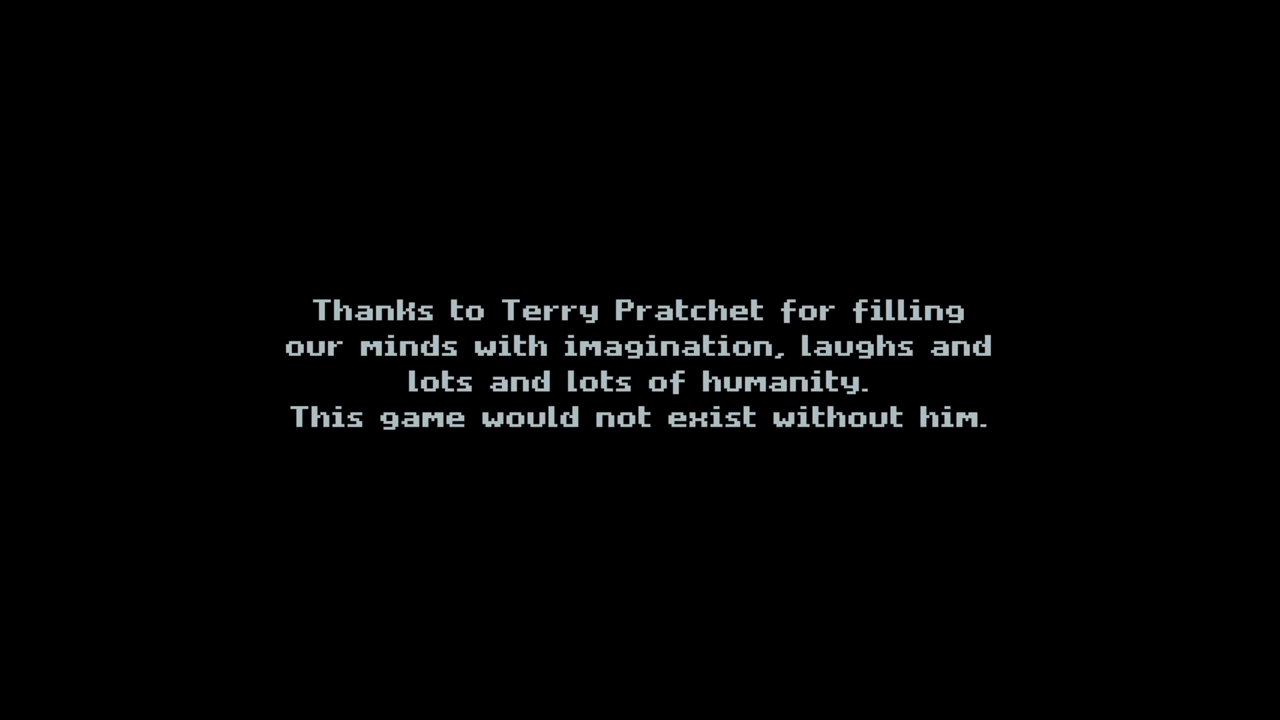 Thanks to Terry Pratchet for filling
our minds with imagination, laughs and
lots and lots of humanity.
This game would not exist without him.